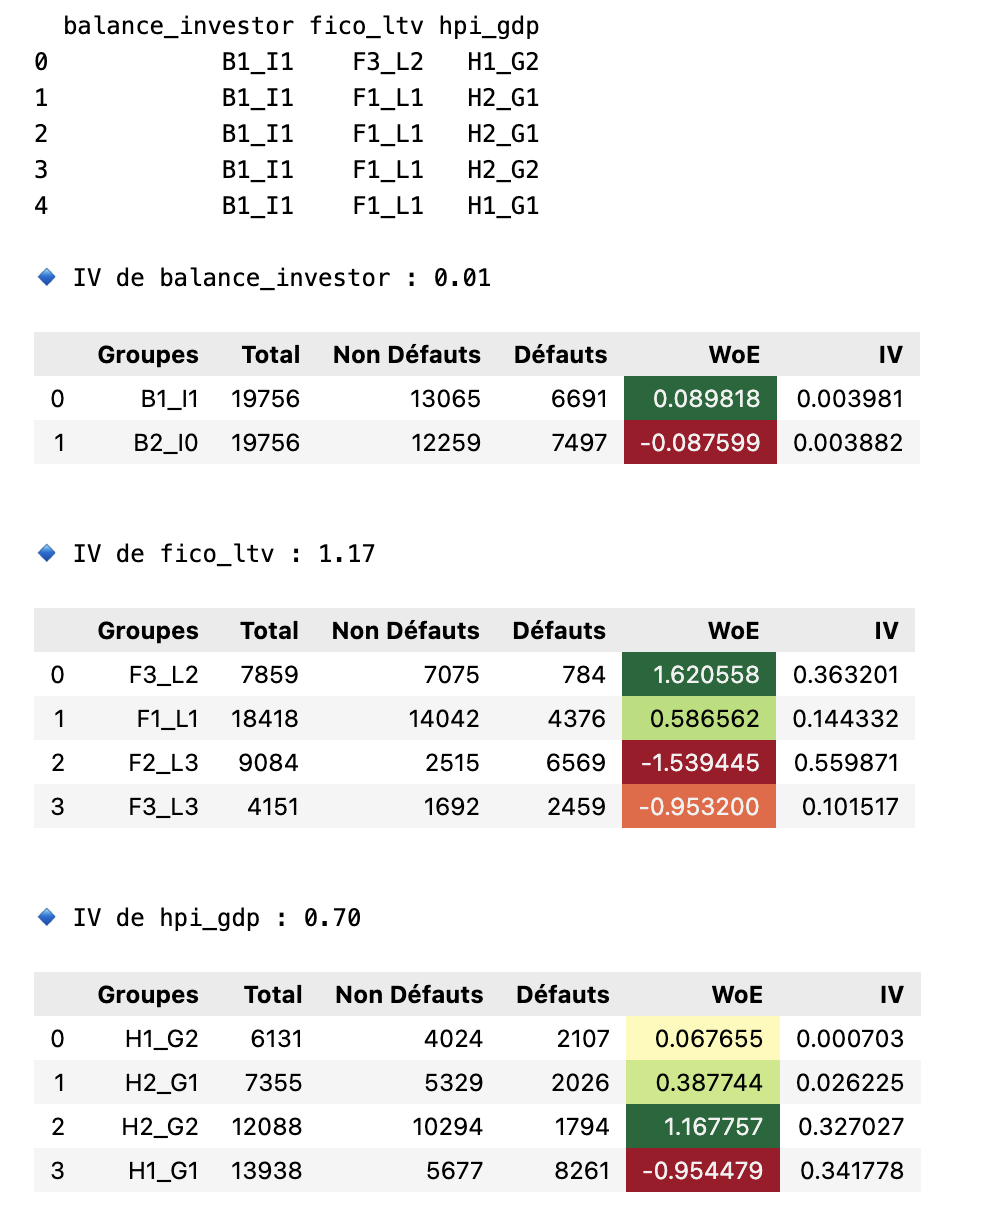 balance_investor fico_ltv hpi_gdp
0 B1_I1 F3_L2 H1_G2
1 B1_I1 F1_L1 H2_G1
2 B1_I1 F1_L1 H2_G1
3 B1_I1 F1_L1 H2_G2
4 B1_I1 F1_L1 H1_G1
🔹 IV de balance_investor : 0.01
Groupes Total Non Défauts Défauts WoE IV
0 B1_I1 19756 13065 6691 0.089818 0.003981
1 B2_I0 19756 12259 7497 -0.087599 0.003882
🔹 IV de fico_ltv : 1.17
Groupes Total Non Défauts Défauts WoE IV
0 F3_L2 7859 7075 784 1.620558 0.363201
1 F1_L1 18418 14042 4376 0.586562 0.144332
2 F2_L3 9084 2515 6569 -1.539445 0.559871
3 F3_L3 4151 1692 2459 -0.953200 0.101517
🔹 IV de hpi_gdp : 0.70
Groupes Total Non Défauts Défauts WoE IV
0 H1_G2 6131 4024 2107 0.067655 0.000703
1 H2_G1 7355 5329 2026 0.387744 0.026225
2 H2_G2 12088 10294 1794 1.167757 0.327027
3 H1_G1 13938 5677 8261 -0.954479 0.341778